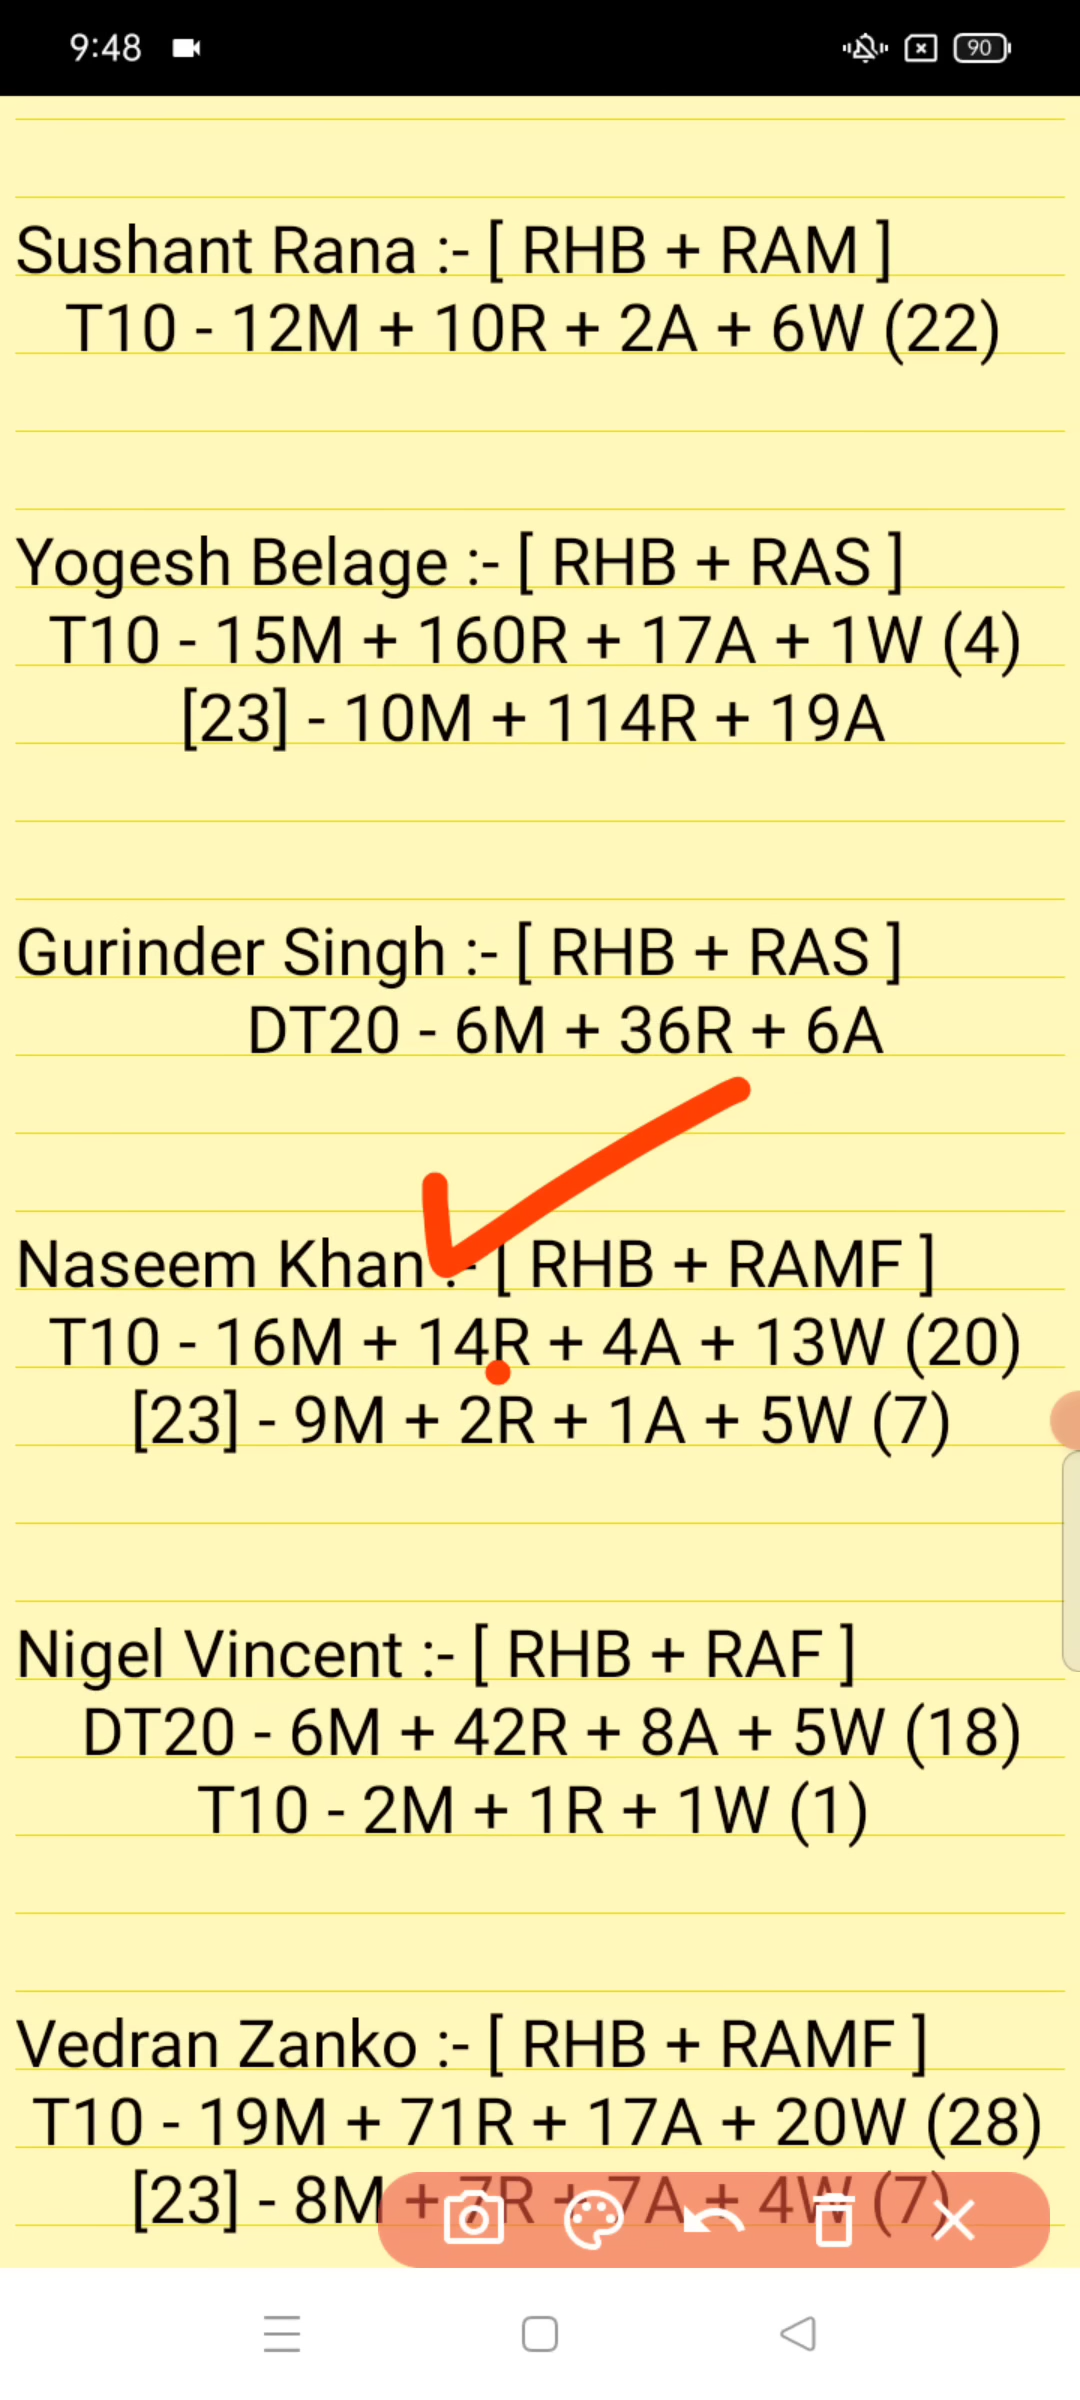 9:48
90
Sushant Rana :- [ RHB + RAM ]
T10 - 12M + 10R + 2A + 6W (22)
Yogesh Belage :- [ RHB + RAS ]
T10 - 15M + 160R + 17A + 1W (4)
[23] - 10M + 114R + 19A
Gurinder Singh :- [ RHB + RAS ]
DT20 - 6M + 36R + 6A
Naseem Khan :- [ RHB + RAMF ]
T10 - 16M + 14R + 4A + 13W (20)
[23] - 9M + 2R + 1A + 5W (7)
Nigel Vincent :- [ RHB + RAF ]
DT20 - 6M + 42R + 8A + 5W (18)
T10 - 2M + 1R + 1W (1)
Vedran Zanko :- [ RHB + RAMF ]
T10 - 19M + 71R + 17A + 20W (28)
[23] - 8M + 7R + 7A + 4W (7)